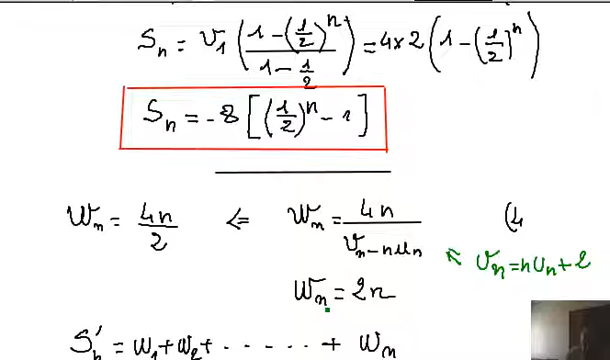 Sₙ = V₁ ( (1 - (1/2)ⁿ) / (1 - 1/2) ) = 4 x 2 ( 1 - (1/2)ⁿ )
Sₙ = - 8 [ (1/2)ⁿ - 1 ]
Wₙ = 4n / 2 <= Wₙ = 4n / (Vₙ - nUₙ) (4
Vₙ = nUₙ + 2
Wₙ = 2n
S'ₙ = W₁ + W₂ + . . . . . . + Wₙ